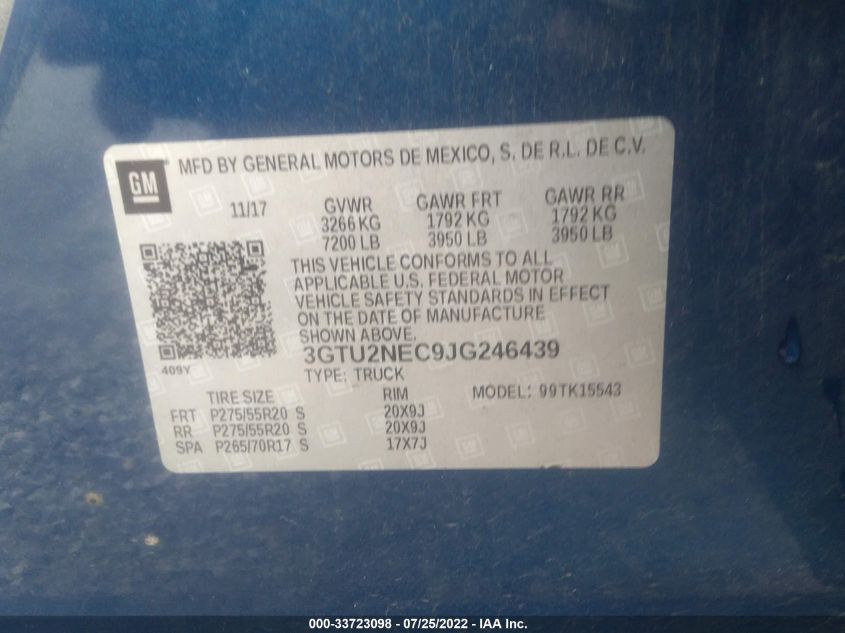 GM
MFD BY GENERAL MOTORS DE MEXICO, S. DE R.L. DE C.V.
11/17 GVWR GAWR FRT GAWR RR
3266 KG 1792 KG 1792 KG
7200 LB 3950 LB 3950 LB
THIS VEHICLE CONFORMS TO ALL
APPLICABLE U.S. FEDERAL MOTOR
VEHICLE SAFETY STANDARDS IN EFFECT
ON THE DATE OF MANUFACTURE
SHOWN ABOVE.
409Y
3GTU2NEC9JG246439
TYPE: TRUCK MODEL: 99TK15543
TIRE SIZE RIM
FRT P275/55R20 S 20X9J
RR P275/55R20 S 20X9J
SPA P265/70R17 S 17X7J
000-33723098 - 07/25/2022 - IAA Inc.